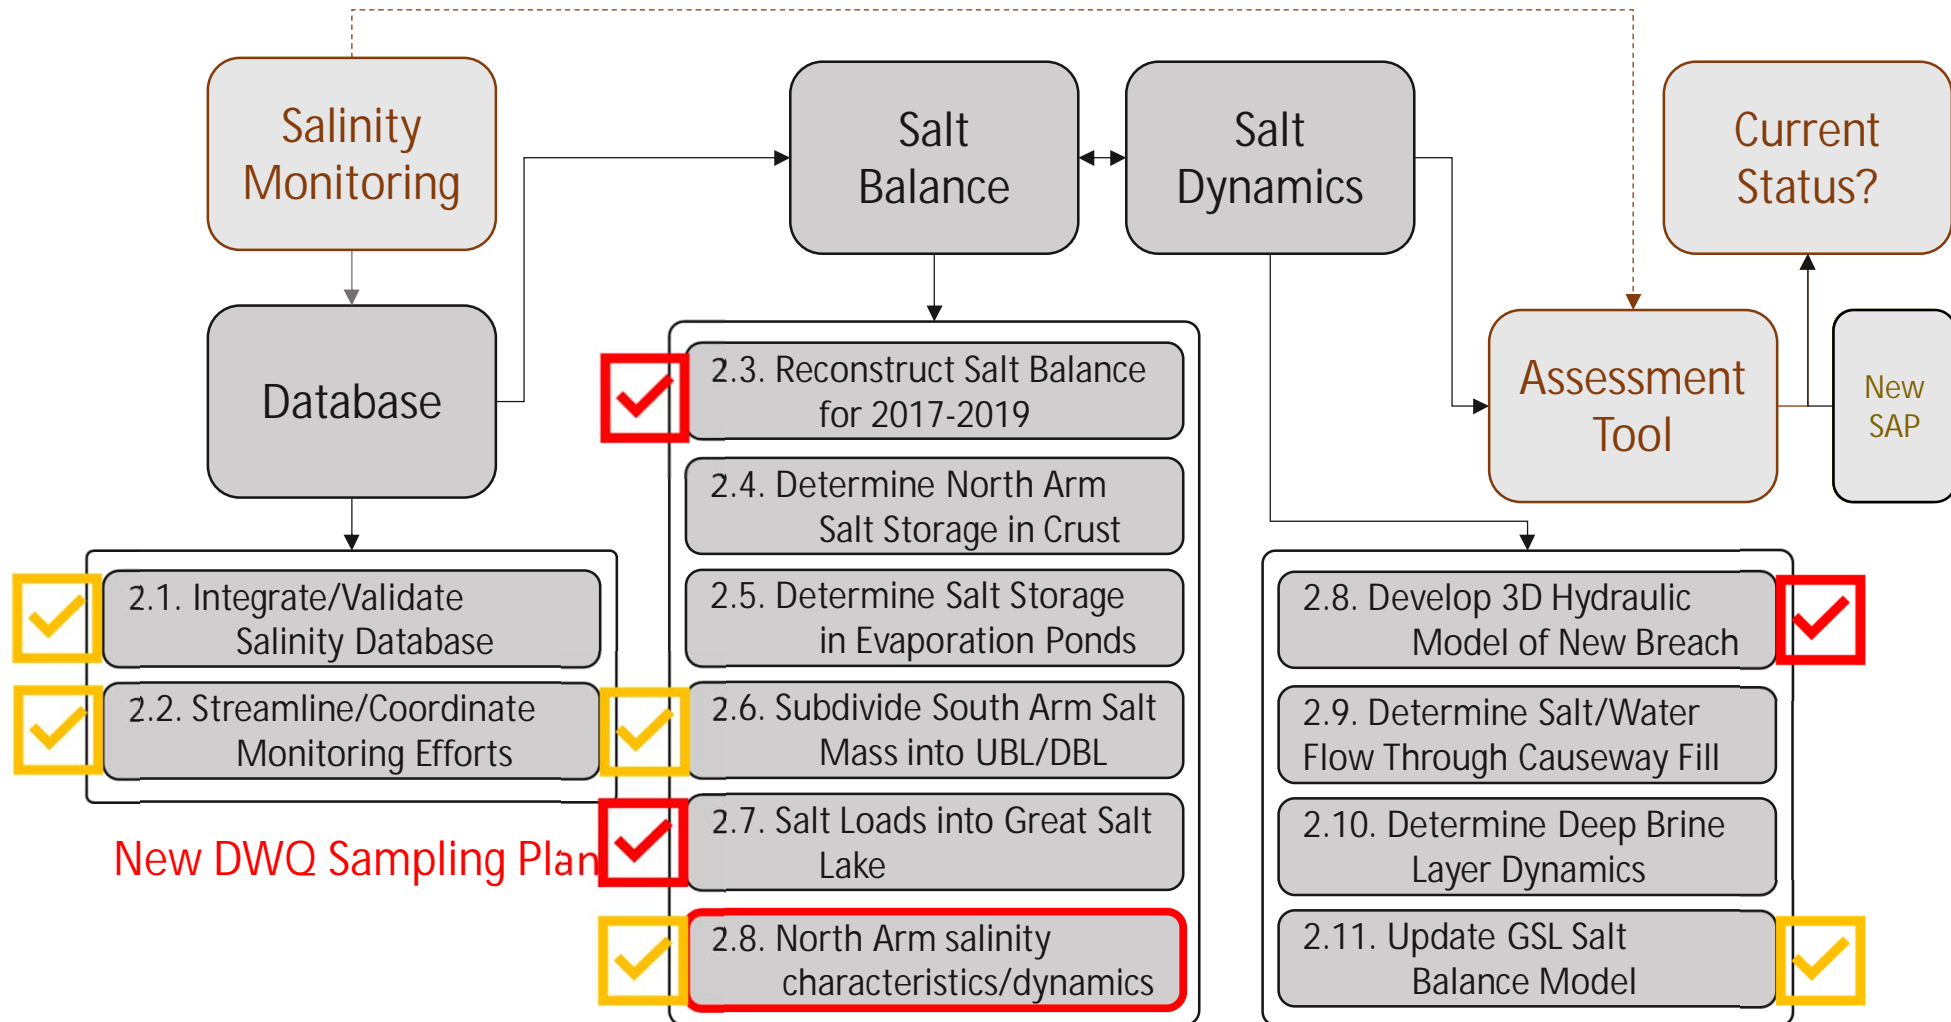 Salinity
Monitoring
Salt
Balance
Salt
Dynamics
Current
Status?
Database
Assessment
Tool
New
SAP
2.1. Integrate/Validate
Salinity Database
2.2. Streamline/Coordinate
Monitoring Efforts
New DWQ Sampling Plan
2.3. Reconstruct Salt Balance
for 2017-2019
2.4. Determine North Arm
Salt Storage in Crust
2.5. Determine Salt Storage
in Evaporation Ponds
2.6. Subdivide South Arm Salt
Mass into UBL/DBL
2.7. Salt Loads into Great Salt
Lake
2.8. North Arm salinity
characteristics/dynamics
2.8. Develop 3D Hydraulic
Model of New Breach
2.9. Determine Salt/Water
Flow Through Causeway Fill
2.10. Determine Deep Brine
Layer Dynamics
2.11. Update GSL Salt
Balance Model